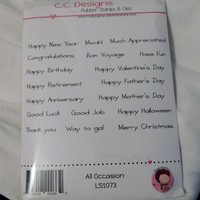 C.C. Designs
Rubber Stamps & Dies
Happy New Year Mwah! Much Appreciated
Congratulations Bon Voyage Have Fun
Happy Birthday Happy Valentine's Day
Happy Retirement Happy Father's Day
Happy Anniversary Happy Mother's Day
Good Luck Good Job Happy Halloween
Thank you Way to go! Merry Christmas
All Occasion
LS1073